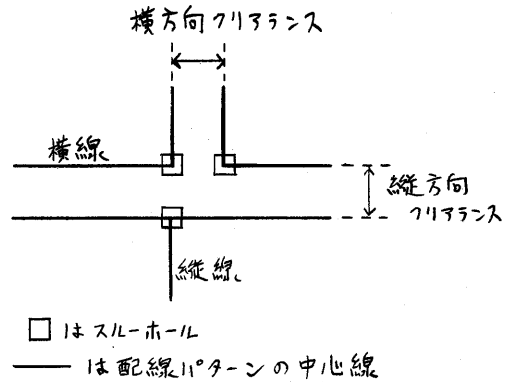 横方向クリアランス
横線
縦方向
クリアランス
縦線
はスルーホール
は配線パターンの中心線